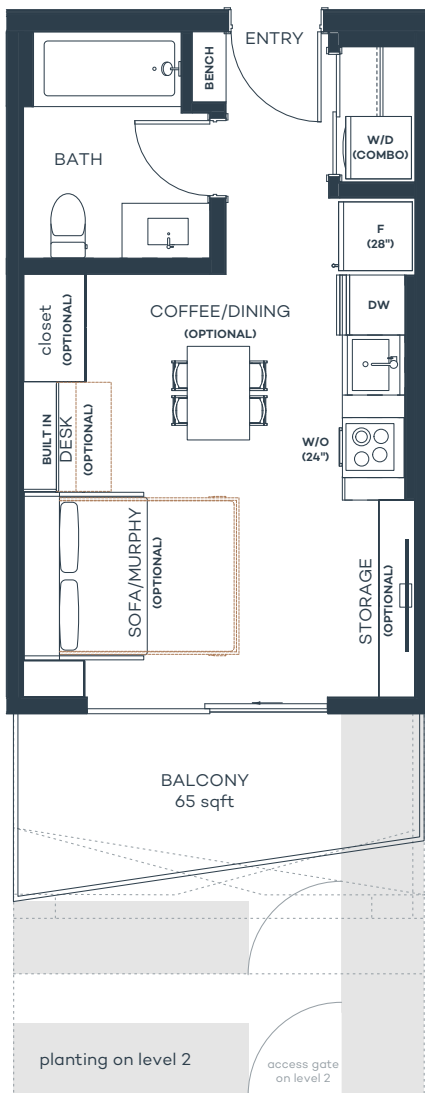 ENTRY
BENCH
W/D
(COMBO)
BATH
F
(28")
DW
COFFEE/DINING
(OPTIONAL)
closet
(OPTIONAL)
BUILT IN
DESK
(OPTIONAL)
W/O
(24")
SOFA/MURPHY
(OPTIONAL)
STORAGE
(OPTIONAL)
BALCONY
65 sqft
planting on level 2
access gate
on level 2